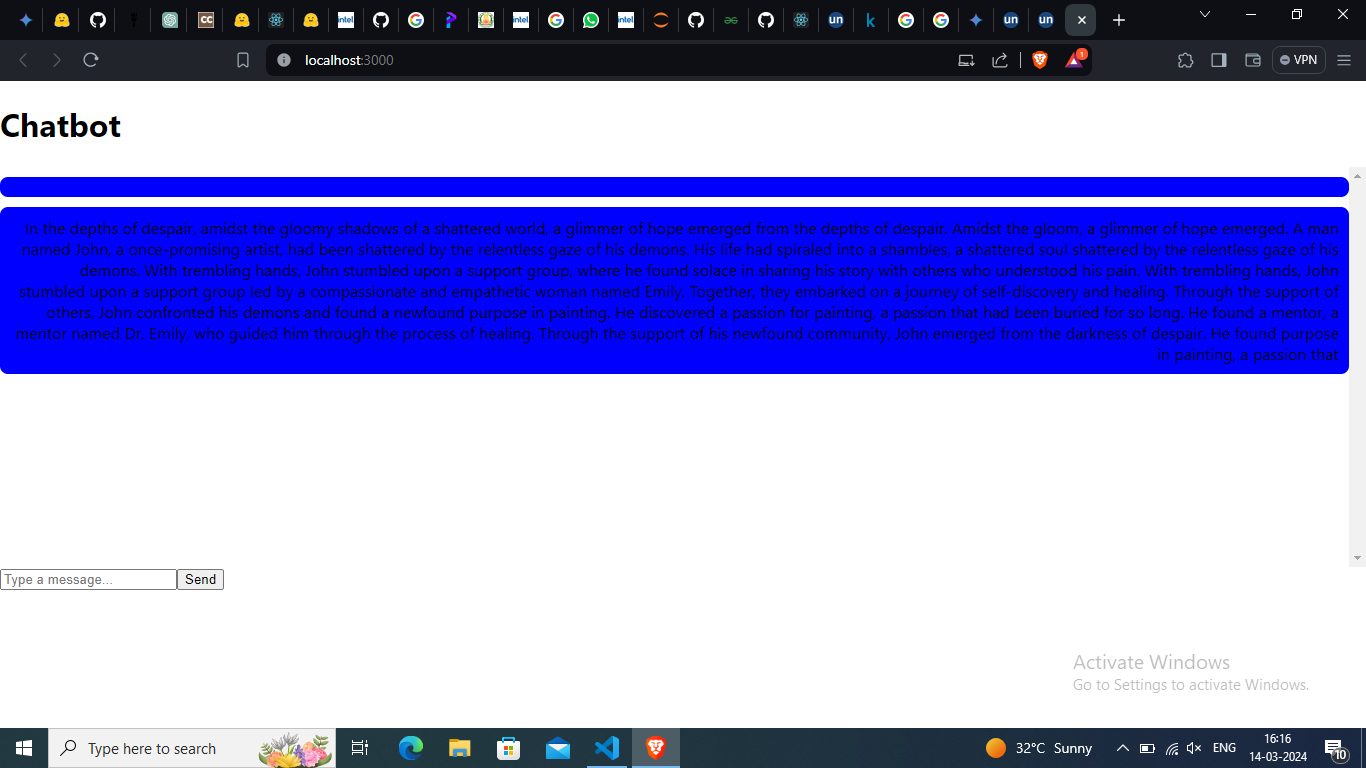 CC
intel
intel
intel
un
k
un
un
localhost:3000
1
VPN
Chatbot
In the depths of despair, amidst the gloomy shadows of a shattered world, a glimmer of hope emerged from the depths of despair. Amidst the gloom, a glimmer of hope emerged. A man
named John, a once-promising artist, had been shattered by the relentless gaze of his demons. His life had spiraled into a shambles, a shattered soul shattered by the relentless gaze of his
demons. With trembling hands, John stumbled upon a support group, where he found solace in sharing his story with others who understood his pain. With trembling hands, John
stumbled upon a support group led by a compassionate and empathetic woman named Emily. Together, they embarked on a journey of self-discovery and healing. Through the support of
others, John confronted his demons and found a newfound purpose in painting. He discovered a passion for painting, a passion that had been buried for so long. He found a mentor, a
mentor named Dr. Emily, who guided him through the process of healing. Through the support of his newfound community, John emerged from the darkness of despair. He found purpose
in painting, a passion that
Type a message...
Send
Activate Windows
Go to Settings to activate Windows.
Type here to search
32°C Sunny
ENG
16:16
14-03-2024
10